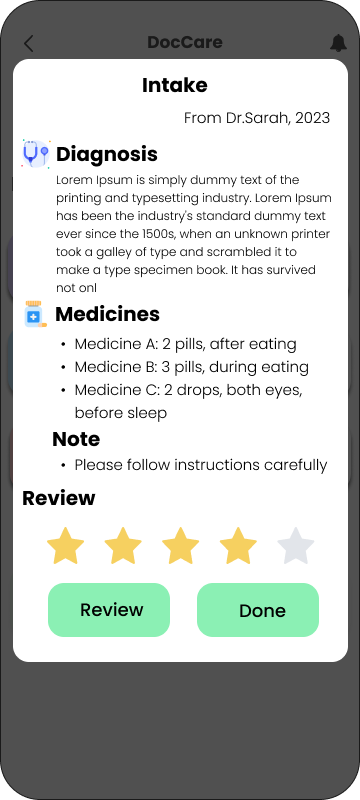 DocCare
Intake
From Dr.Sarah, 2023
Diagnosis
Lorem Ipsum is simply dummy text of the
printing and typesetting industry. Lorem Ipsum
has been the industry's standard dummy text
ever since the 1500s, when an unknown printer
took a galley of type and scrambled it to
make a type specimen book. It has survived
not onl
Medicines
• Medicine A: 2 pills, after eating
• Medicine B: 3 pills, during eating
• Medicine C: 2 drops, both eyes,
before sleep
Note
• Please follow instructions carefully
Review
Review Done